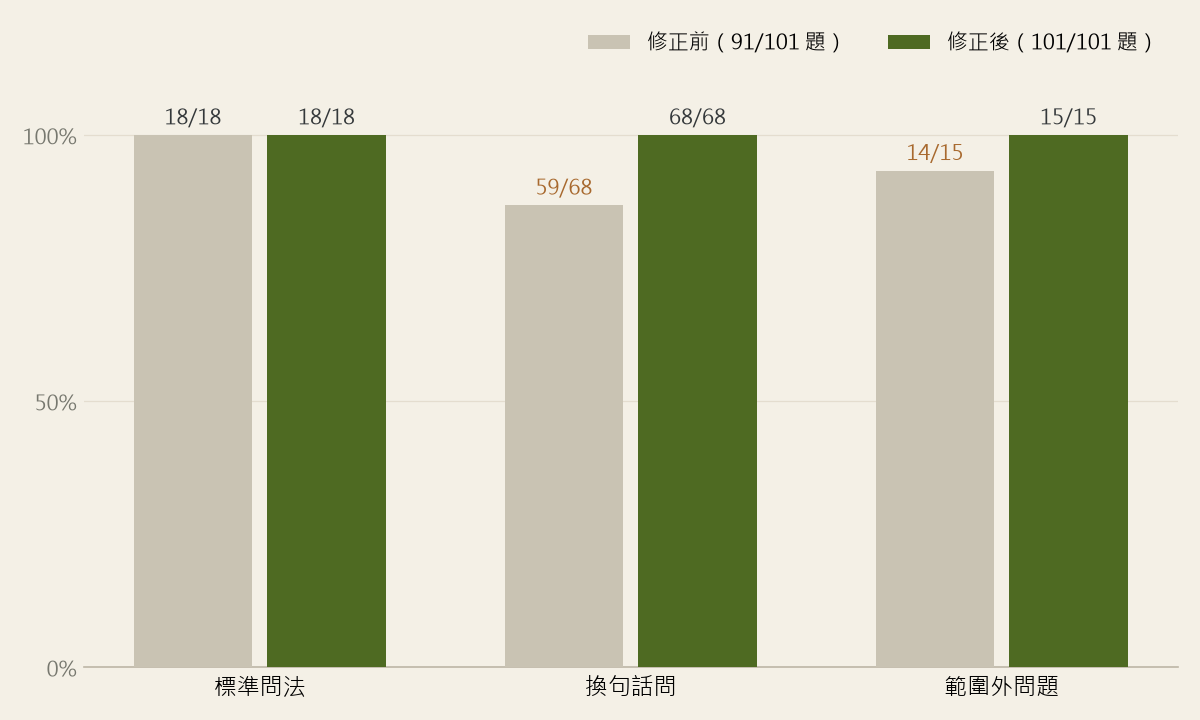 修正前 ( 91/101 題 )
修正後 ( 101/101 題 )
18/18
18/18
59/68
68/68
14/15
15/15
100%
50%
0%
標準問法
換句話問
範圍外問題